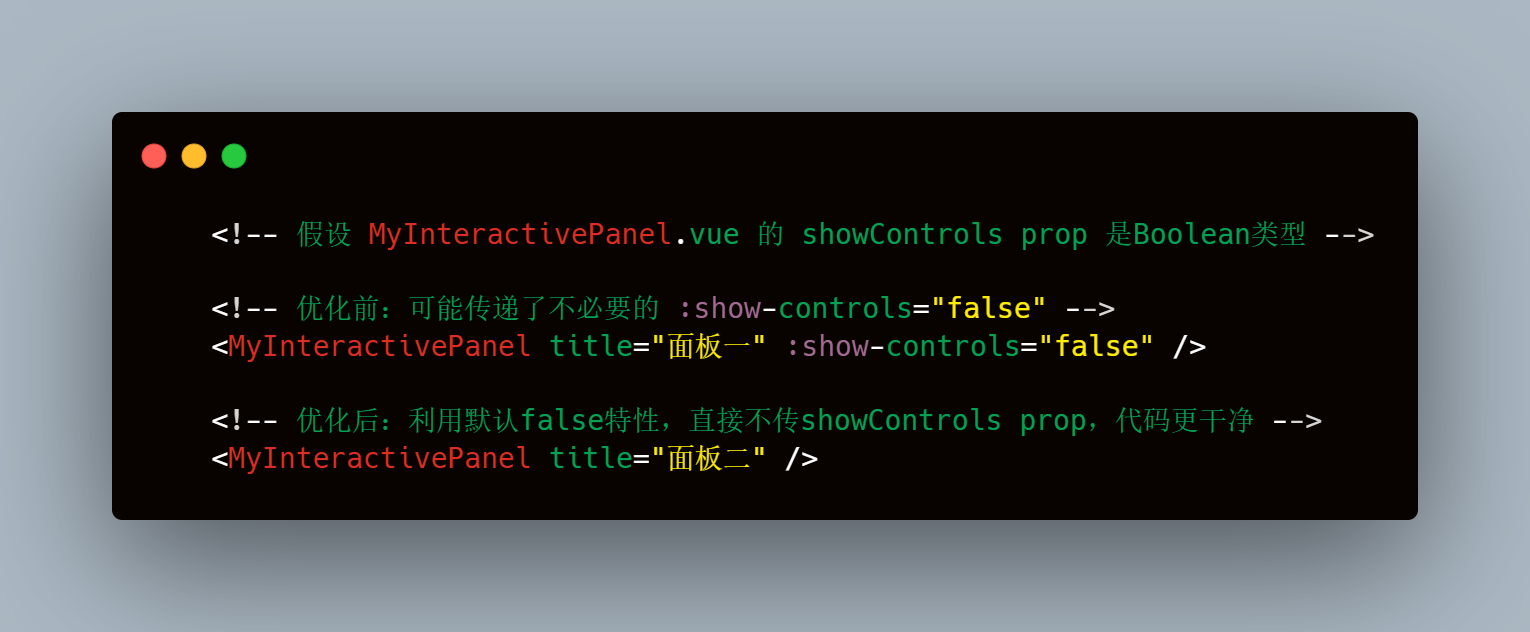 <!-- 假设 MyInteractivePanel.vue 的 showControls prop 是Boolean类型 -->
<!-- 优化前：可能传递了不必要的 :show-controls="false" -->
<MyInteractivePanel title="面板一" :show-controls="false" />
<!-- 优化后：利用默认false特性，直接不传showControls prop，代码更干净 -->
<MyInteractivePanel title="面板二" />